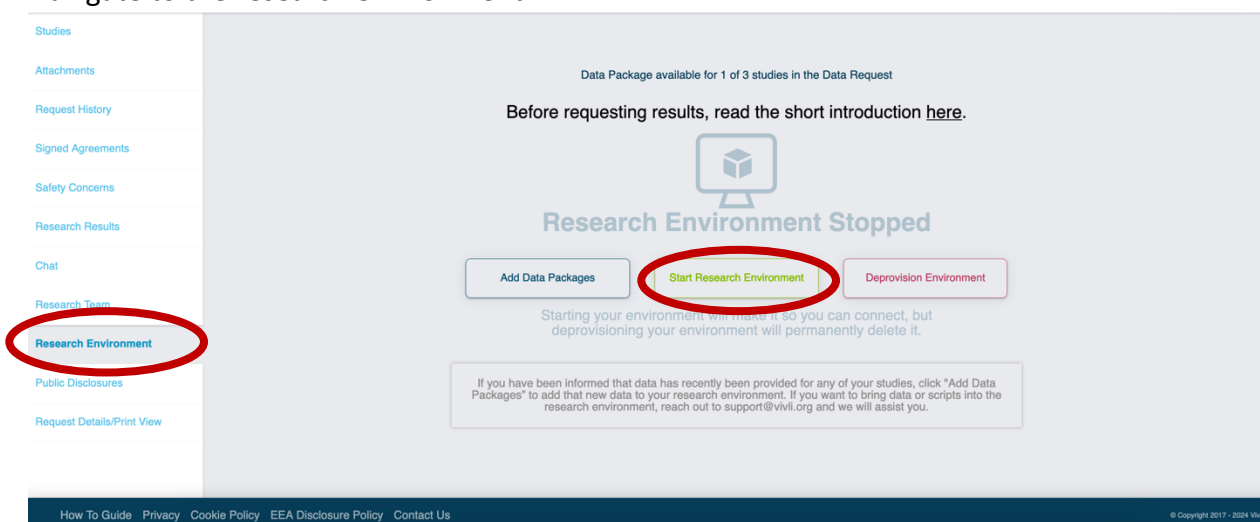 Studies
Attachments
Request History
Signed Agreements
Safety Concerns
Research Results
Chat
Research Team
Research Environment
Public Disclosures
Request Details/Print View
Data Package available for 1 of 3 studies in the Data Request
Before requesting results, read the short introduction here.
Research Environment Stopped
Add Data Packages
Start Research Environment
Deprovision Environment
Starting your environment will make it so you can connect, but
deprovisioning your environment will permanently delete it.
If you have been informed that data has recently been provided for any of your studies, click "Add Data
Packages" to add that new data to your research environment. If you want to bring data or scripts into the
research environment, reach out to support@vivli.org and we will assist you.
How To Guide Privacy Cookie Policy EEA Disclosure Policy Contact Us
© Copyright 2017 - 2024